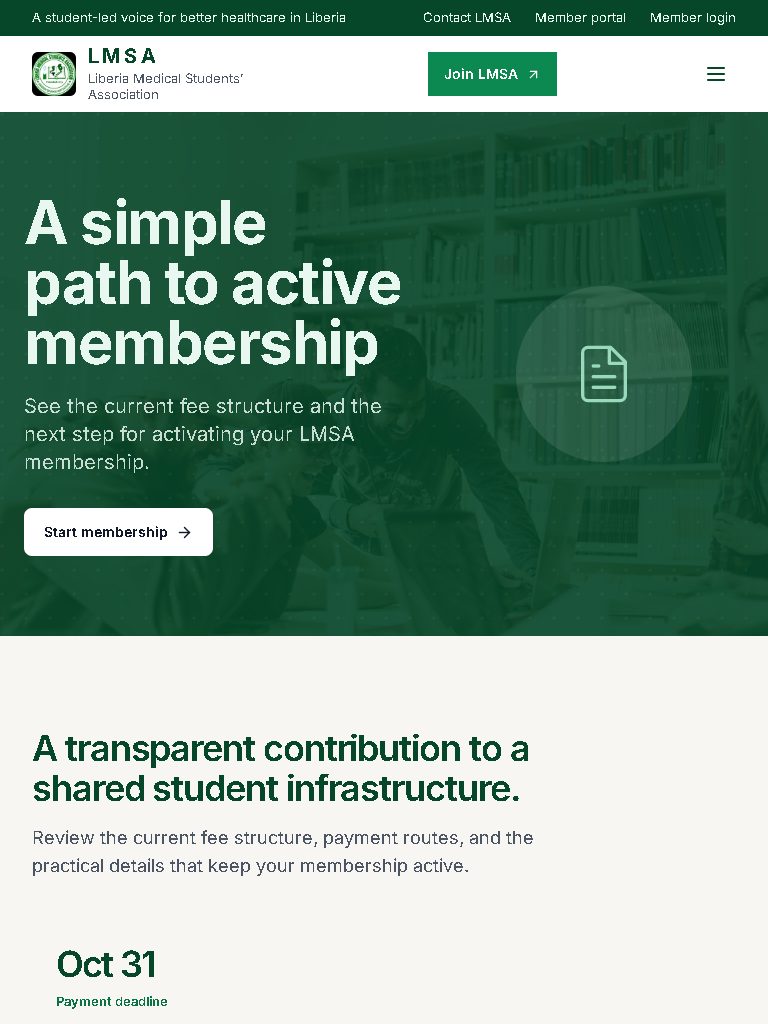 A student-led voice for better healthcare in Liberia
Contact LMSA Member portal Member login
LMSA
Liberia Medical Students'
Association
Join LMSA
A simple
path to active
membership
See the current fee structure and the
next step for activating your LMSA
membership.
Start membership
A transparent contribution to a
shared student infrastructure.
Review the current fee structure, payment routes, and the
practical details that keep your membership active.
Oct 31
Payment deadline